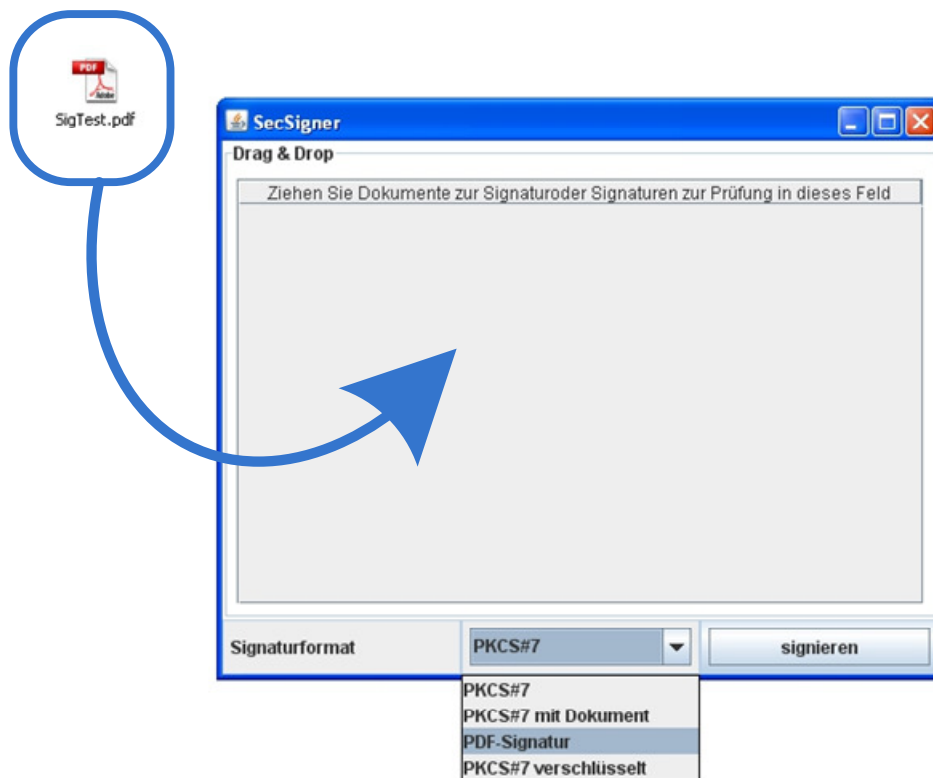 PDF
Adobe
SigTest.pdf
SecSigner
Drag & Drop
Ziehen Sie Dokumente zur Signaturoder Signaturen zur Prüfung in dieses Feld
Signaturformat
PKCS#7
signieren
PKCS#7
PKCS#7 mit Dokument
PDF-Signatur
PKCS#7 verschlüsselt